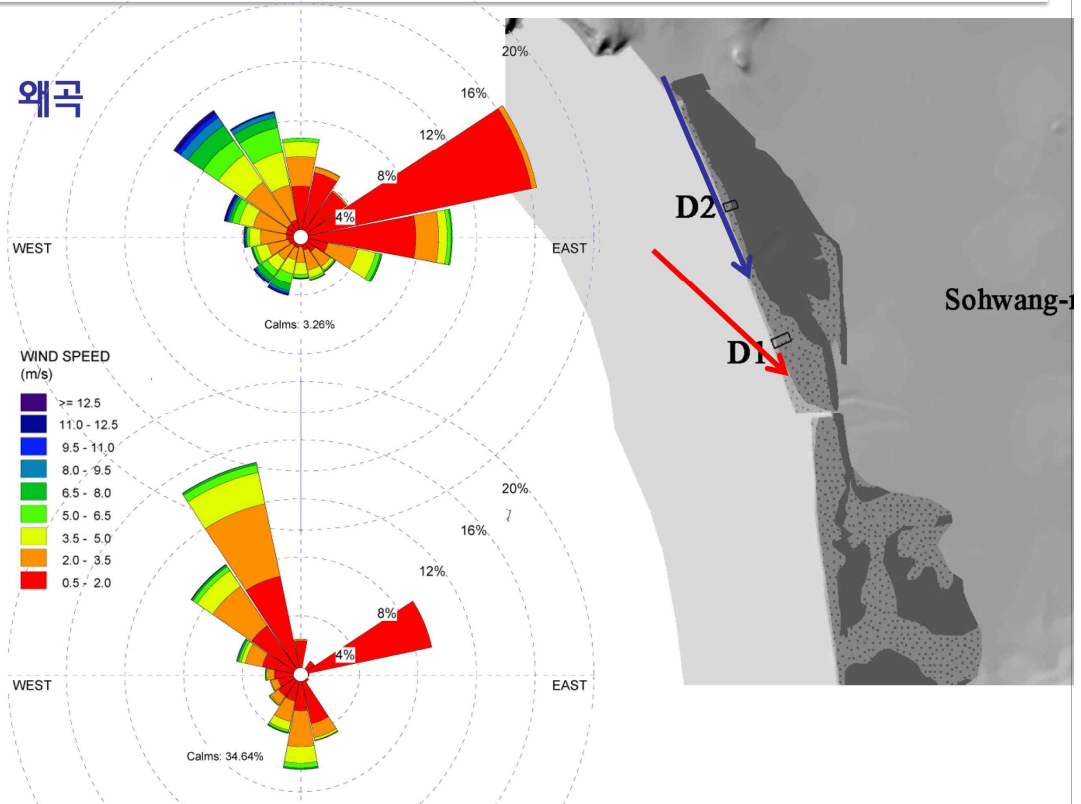 왜곡
20%
16%
12%
8%
4%
WEST
EAST
Calms: 3.26%
WIND SPEED
(m/s)
>= 12.5
11.0 - 12.5
9.5 - 11.0
8.0 - 9.5
6.5 - 8.0
5.0 - 6.5
3.5 - 5.0
2.0 - 3.5
0.5 - 2.0
20%
16%
12%
8%
4%
WEST
EAST
Calms: 34.64%
D2
D1
Sohwang-r